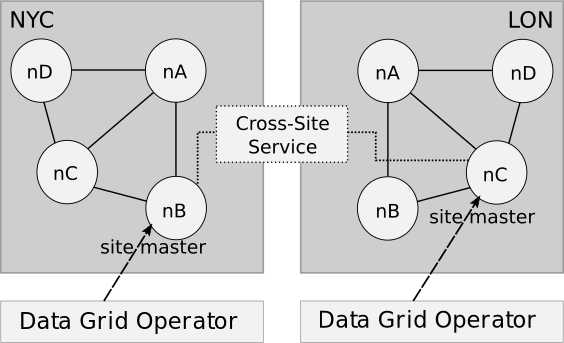 NYC
LON
nD
nA
nA
nD
Cross-Site
Service
nC
nC
nB
nB
site master
site master
Data Grid Operator
Data Grid Operator